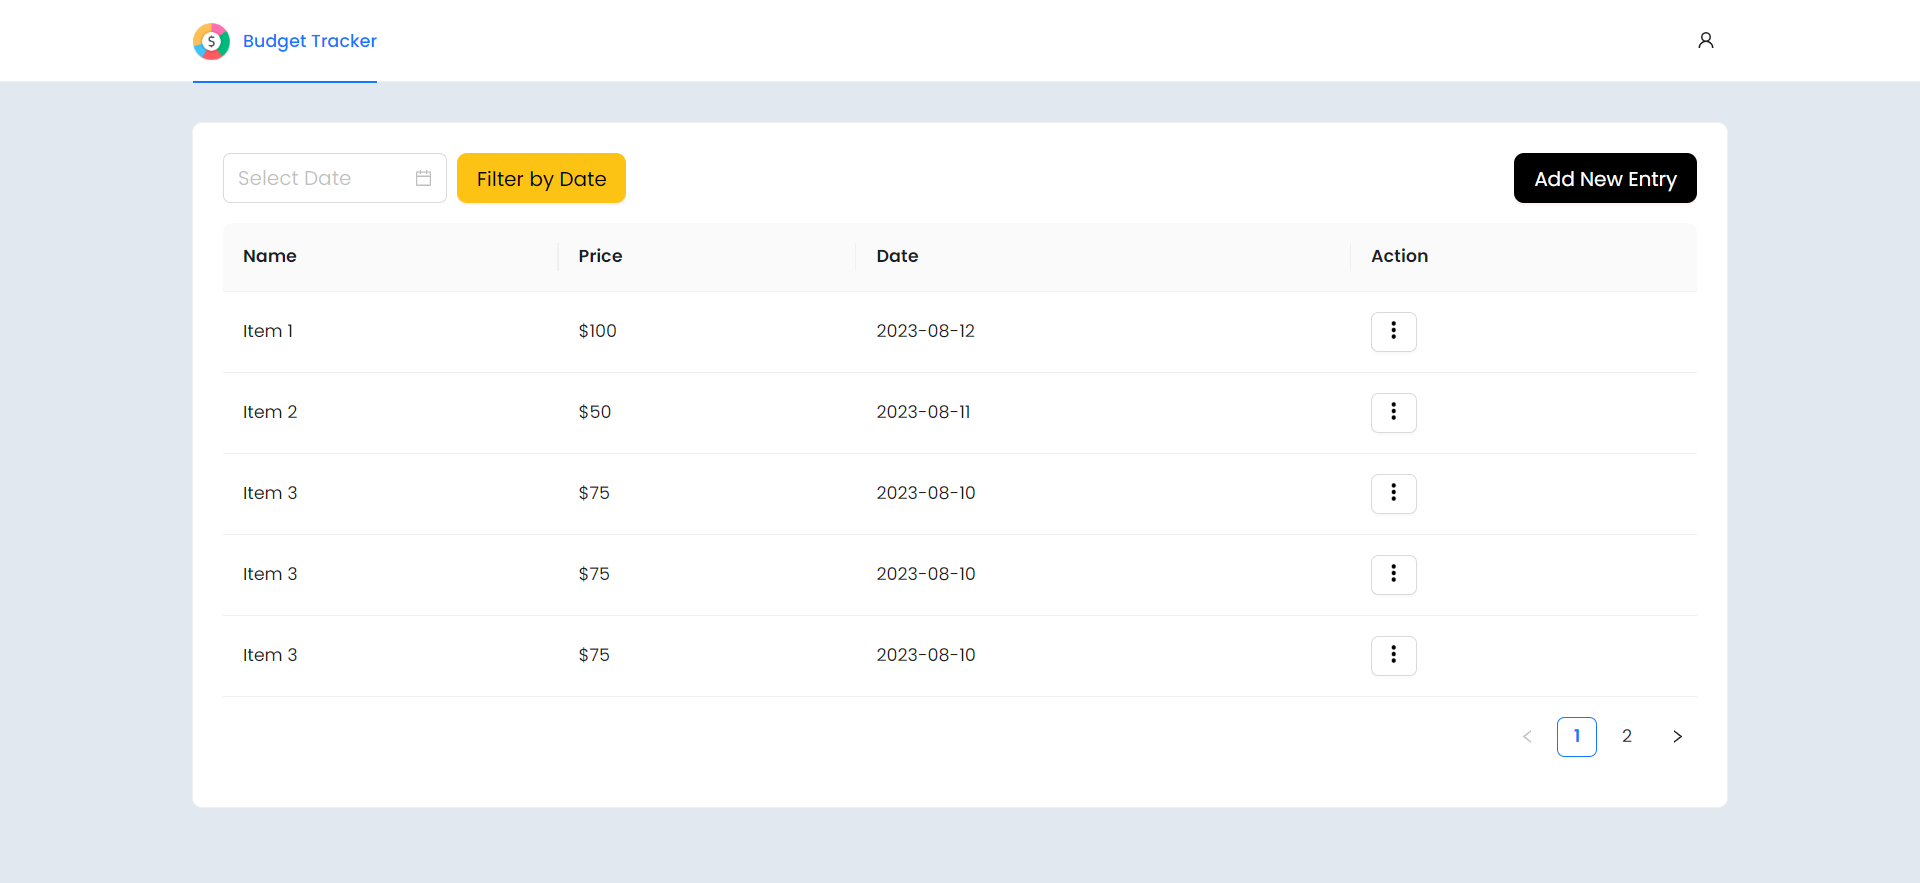 $ Budget Tracker
Select Date Filter by Date Add New Entry
Name Price Date Action
Item 1 $100 2023-08-12
Item 2 $50 2023-08-11
Item 3 $75 2023-08-10
Item 3 $75 2023-08-10
Item 3 $75 2023-08-10
< 1 2 >